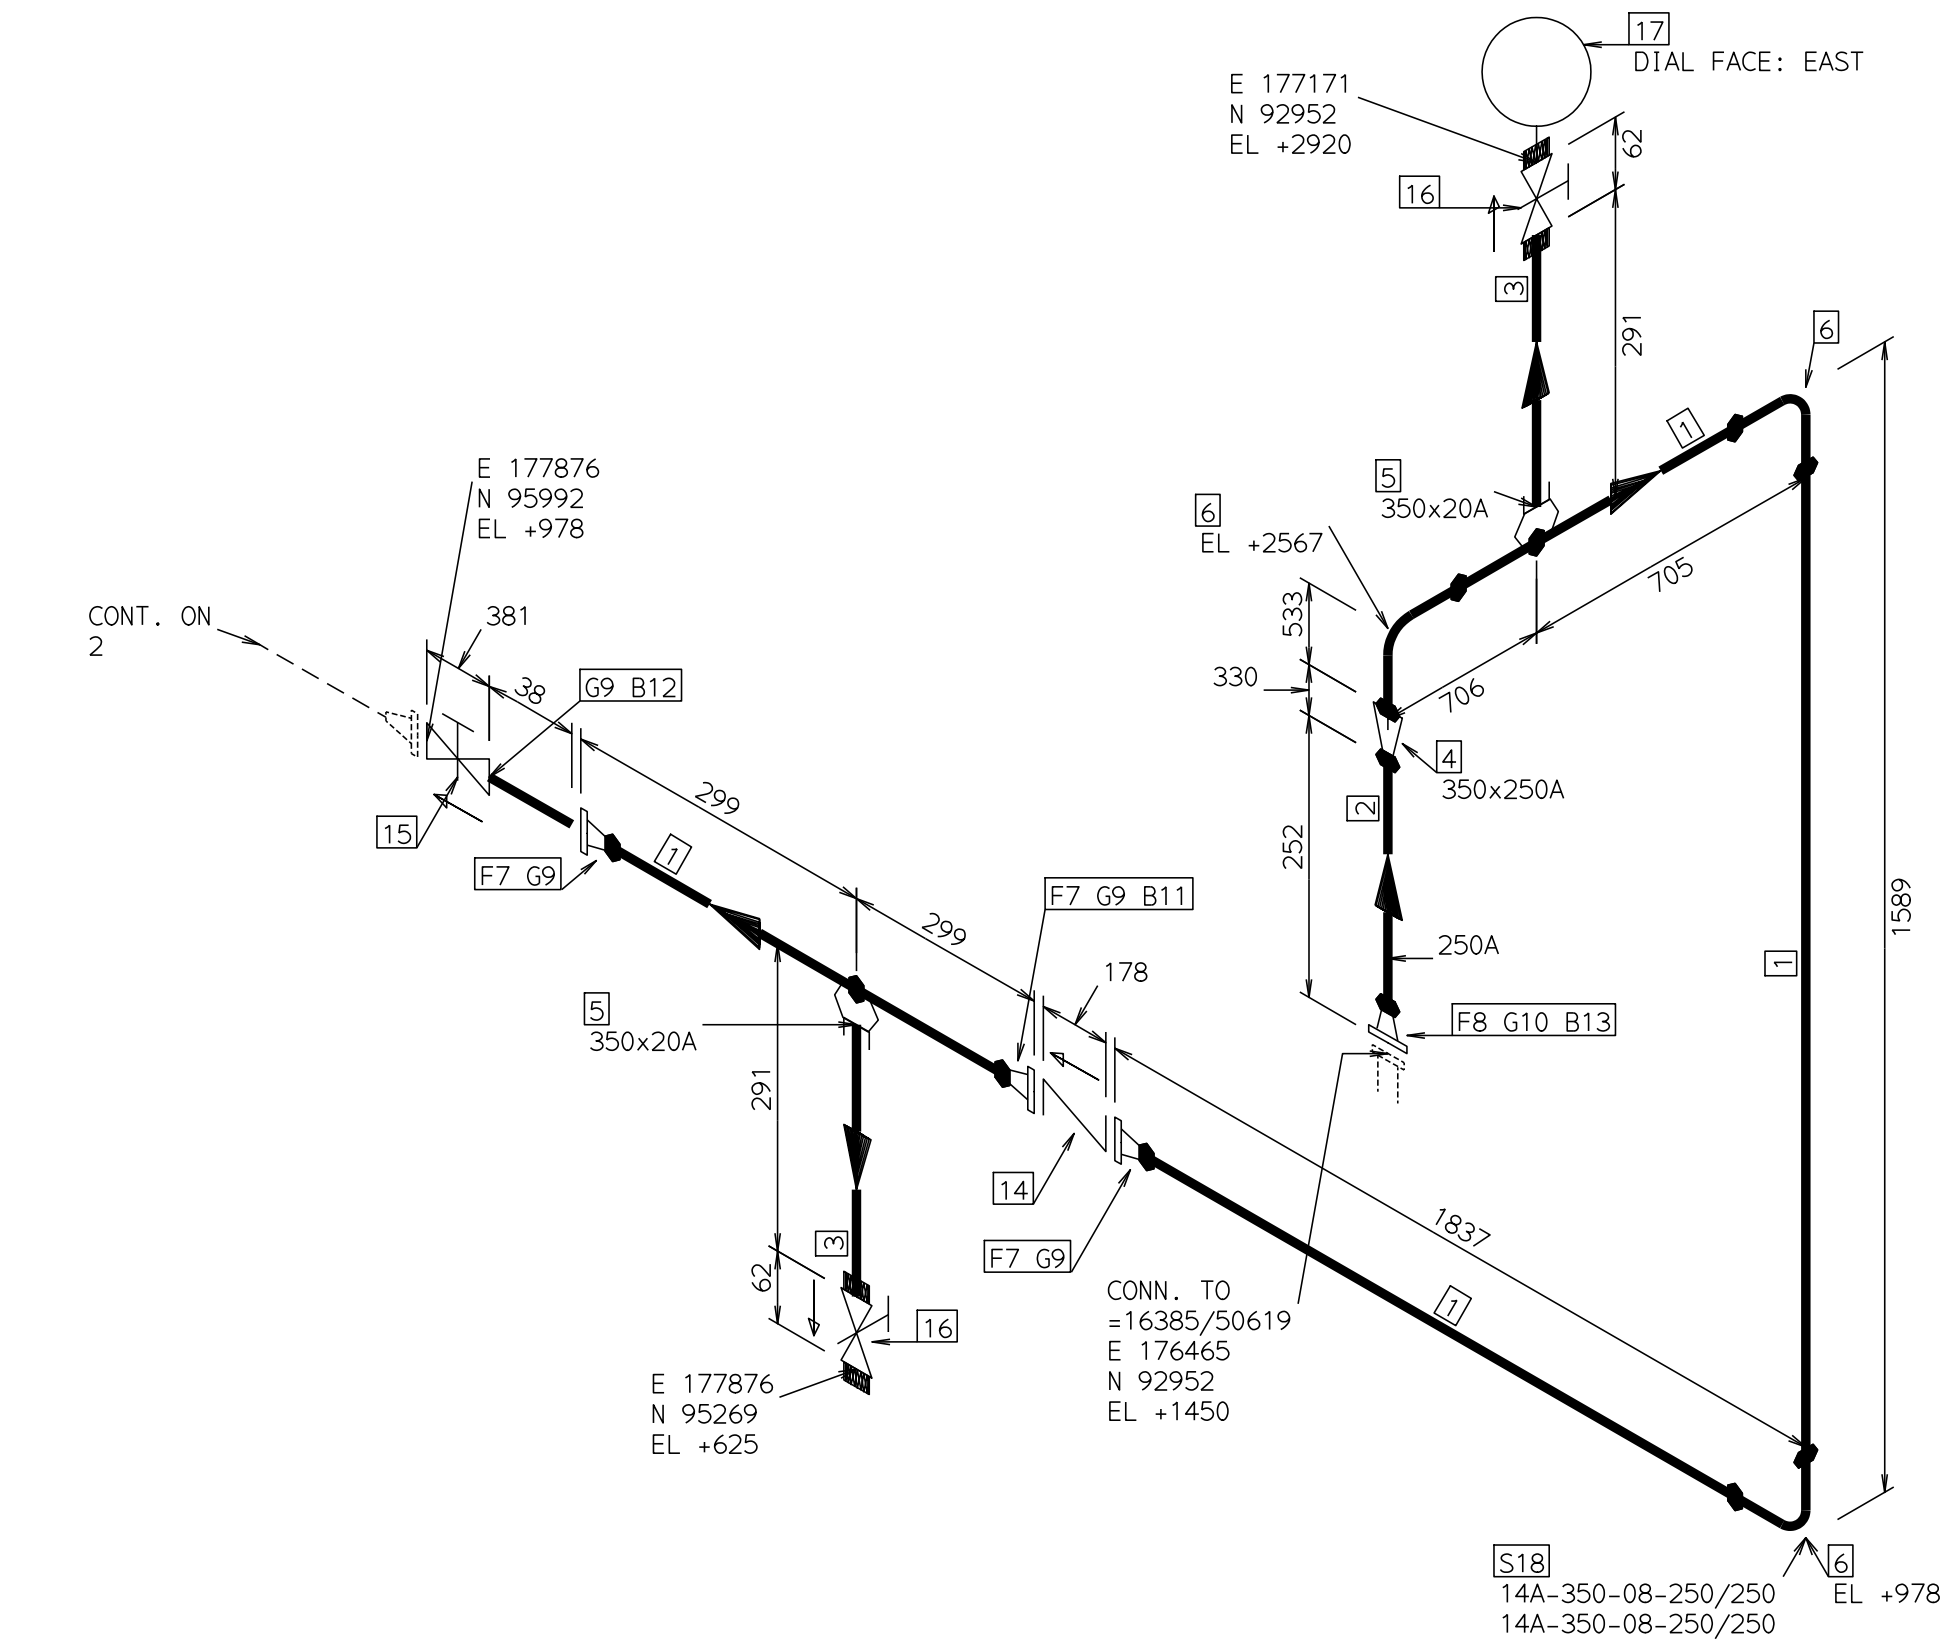 17
DIAL FACE: EAST
E 177171
N 92952
EL +2920
62
16
3
291
6
1
5
350x20A
6
EL +2567
705
533
330
706
4
350x250A
2
252
250A
F8 G10 B13
1589
1
E 177876
N 95992
EL +978
CONT. ON
2
381
38
G9 B12
299
15
F7 G9
1
299
F7 G9 B11
178
5
350x20A
291
14
F7 G9
3
62
16
E 177876
N 95269
EL +625
1837
1
CONN. TO
=16385/50619
E 176465
N 92952
EL +1450
S18
14A-350-08-250/250
14A-350-08-250/250
6
EL +978